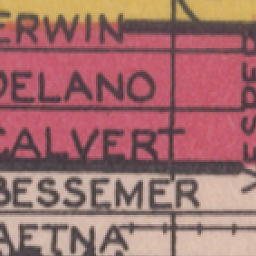 ERWIN
DELANO
CALVERT
BESSEMER
AETNA
VESPER